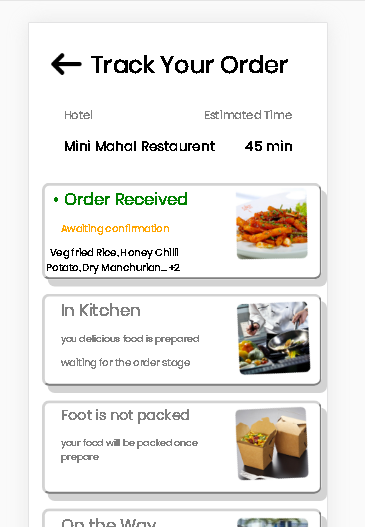 Track Your Order
Hotel Estimated Time
Mini Mahal Restaurent 45 min
• Order Received
Awaiting confirmation
Veg fried Rice,Honey Chilli
Potato,Dry Manchurian... +2
In Kitchen
you delicious food is prepared
waiting for the order stage
Foot is not packed
your food will be packed once
prepare
On the Way